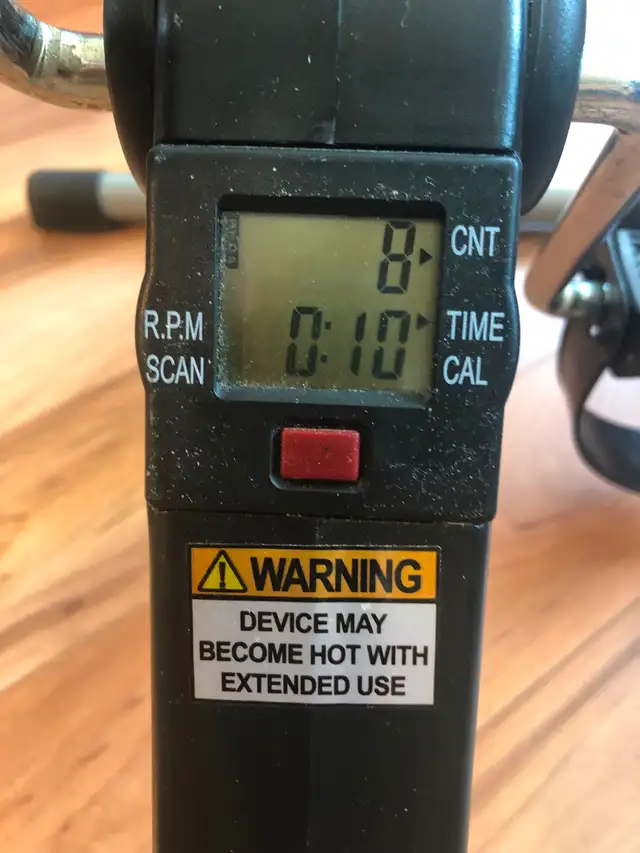 8 CNT
R.P.M 0:10 TIME
SCAN CAL
WARNING
DEVICE MAY
BECOME HOT WITH
EXTENDED USE